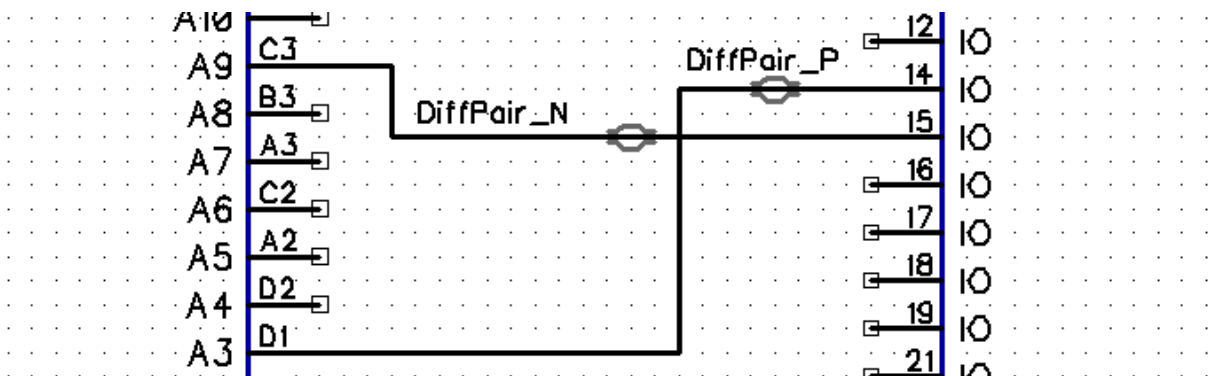 A10
C3
A9
B3
A8
A3
A7
C2
A6
A2
A5
D2
A4
D1
A3
DiffPair_N
DiffPair_P
12 IO
14 IO
15 IO
16 IO
17 IO
18 IO
19 IO
21 IO